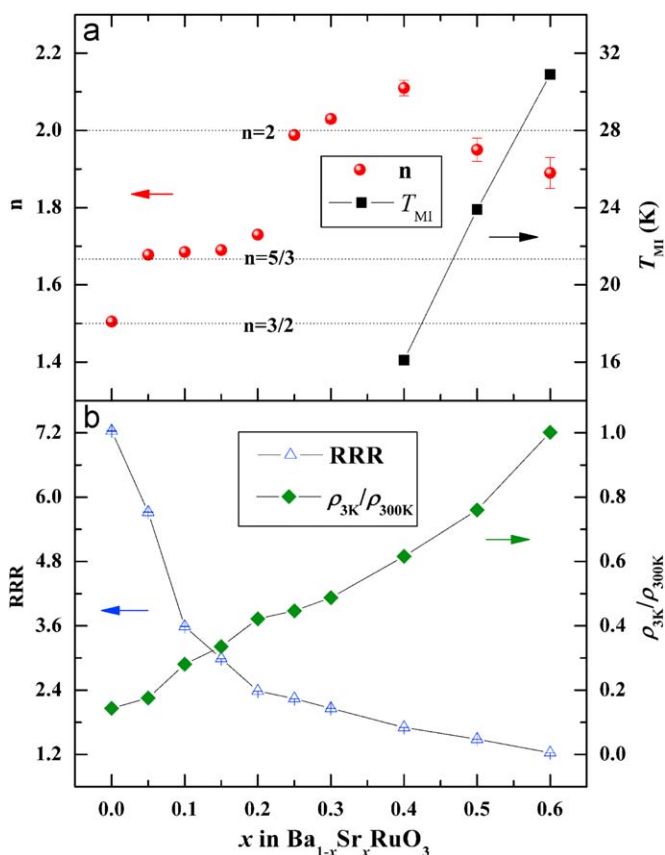 a
2.2
2.0
1.8
1.6
1.4
n
n=2
n=5/3
n=3/2
n
T_MI
32
28
24
20
16
T_MI (K)
b
7.2
6.0
4.8
3.6
2.4
1.2
RRR
RRR
ρ_3K/ρ_300K
1.0
0.8
0.6
0.4
0.2
0.0
ρ_3K/ρ_300K
0.0 0.1 0.2 0.3 0.4 0.5 0.6
x in Ba_1-xSr_xRuO_3